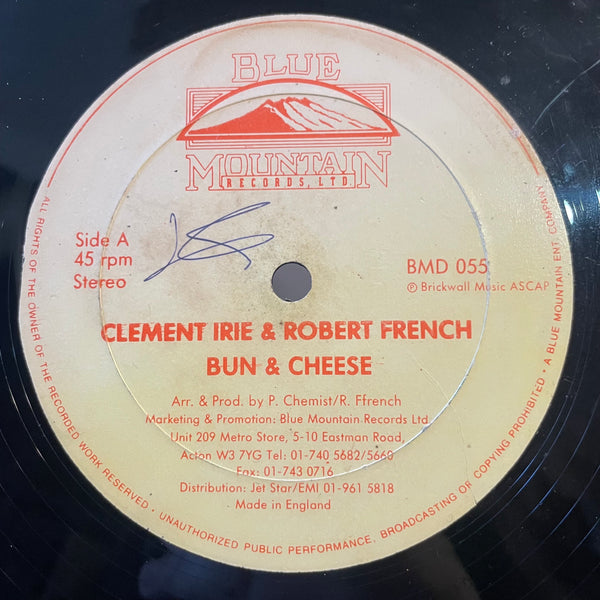 BLUE
MOUNTAIN
RECORDS, LTD.
Side A
45 rpm
Stereo
BMD 055
℗ Brickwall Music ASCAP
CLEMENT IRIE & ROBERT FRENCH
BUN & CHEESE
Arr. & Prod. by P. Chemist/R. Ffrench
Marketing & Promotion: Blue Mountain Records Ltd.
Unit 209 Metro Store, 5-10 Eastman Road,
Acton W3 7YG Tel: 01-740 5682/5660
Fax: 01-743 0716
Distribution: Jet Star/EMI 01-961 5818
Made in England
ALL RIGHTS OF THE OWNER OF THE RECORDED WORK RESERVED • UNAUTHORIZED PUBLIC PERFORMANCE, BROADCASTING OF COPYING PROHIBITED • A BLUE MOUNTAIN ENT. COMPANY